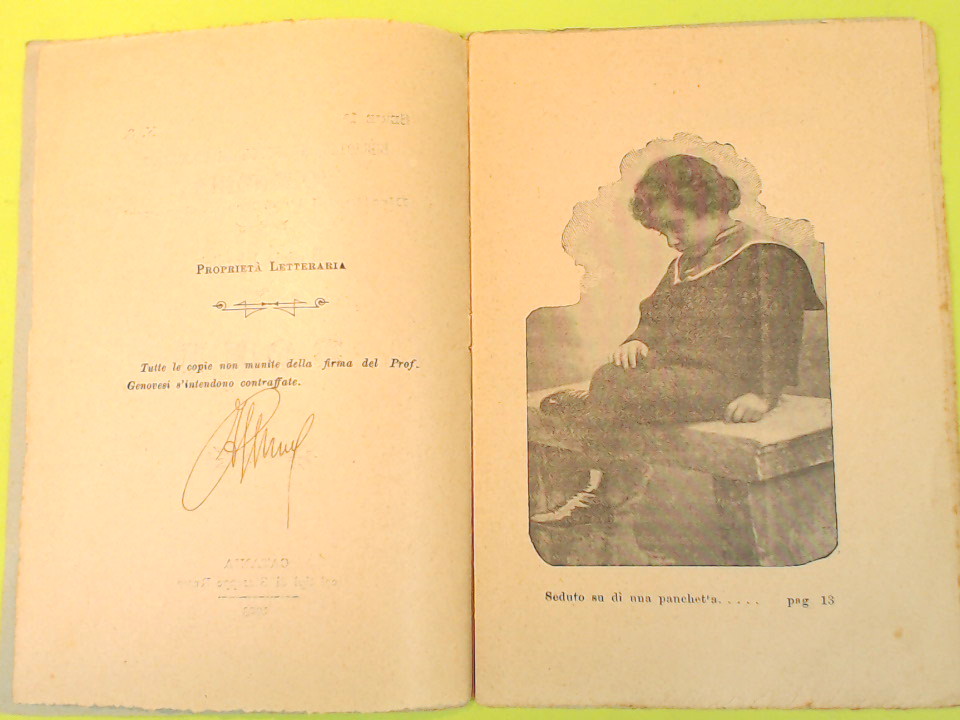 PROPRIETÀ LETTERARIA
Tutte le copie non munite della firma del Prof.
Genovesi s'intendono contraffate.
CATANIA
Seduto su di una panchetta..... pag 13